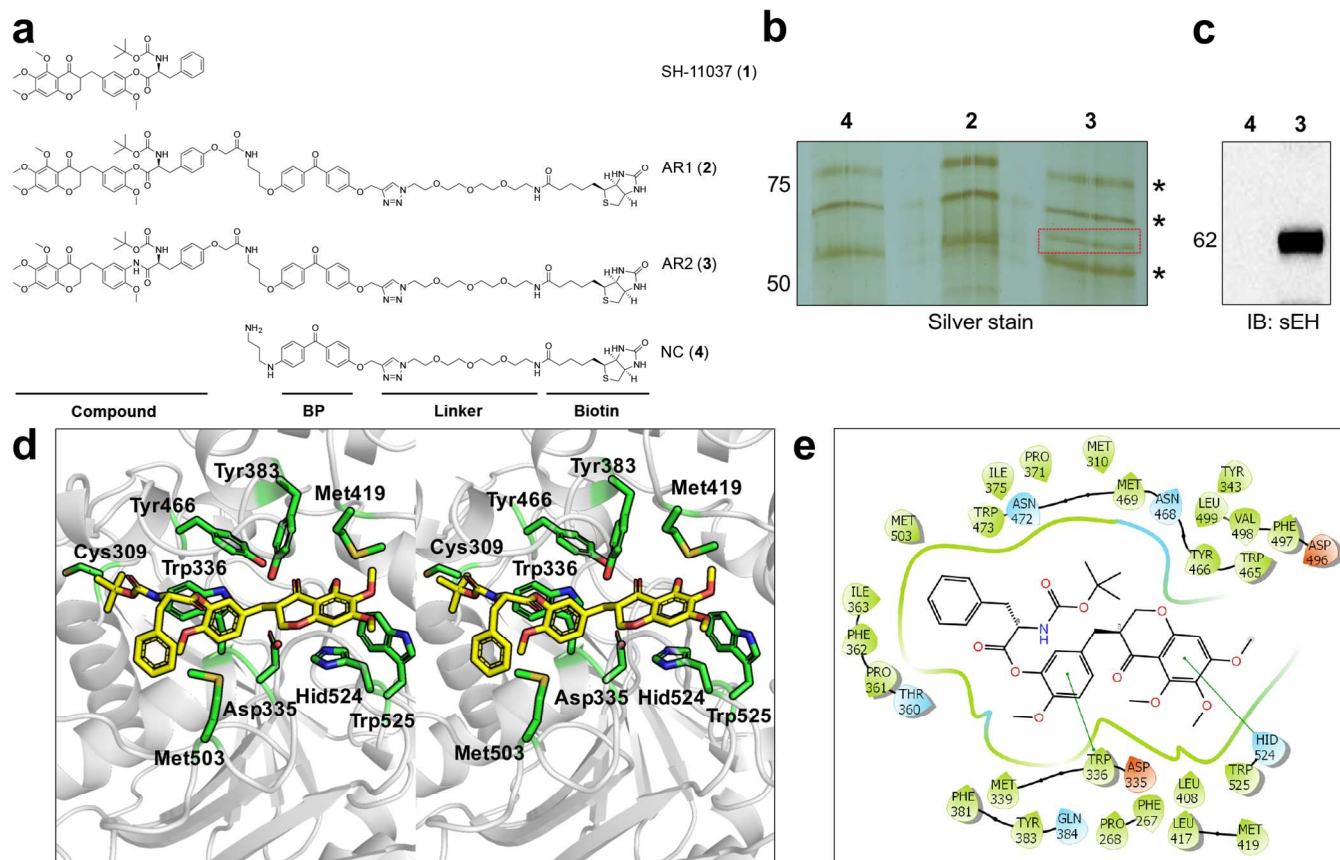 a
SH-11037 (1)
AR1 (2)
AR2 (3)
NC (4)
Compound
BP
Linker
Biotin
b
4 2 3
75
50
*
*
*
Silver stain
c
4 3
62
IB: sEH
d
Tyr383
Tyr466
Met419
Cys309
Trp336
Asp335
Hid524
Trp525
Met503
Tyr383
Tyr466
Met419
Cys309
Trp336
Asp335
Hid524
Trp525
Met503
e
MET 310
PRO 371
ILE 375
TYR 343
MET 469
ASN 468
LEU 499
VAL 498
PHE 497
ASP 496
TRP 473
ASN 472
MET 503
TYR 466
TRP 465
ILE 363
PHE 362
PRO 361
THR 360
HID 524
TRP 525
TRP 336
ASP 335
MET 339
PHE 381
TYR 383
GLN 384
PRO 268
PHE 267
LEU 408
LEU 417
MET 419